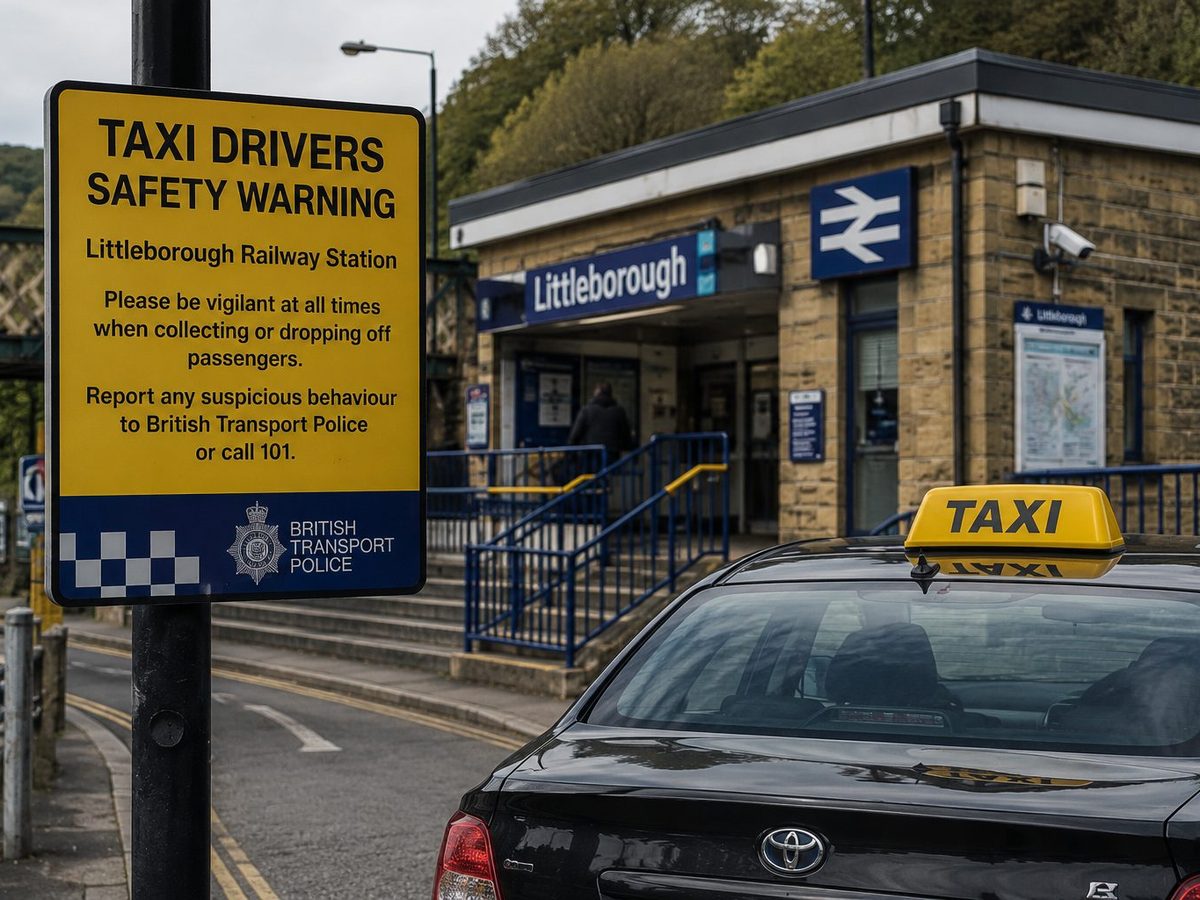 TAXI DRIVERS
SAFETY WARNING
Littleborough Railway Station
Please be vigilant at all times
when collecting or dropping off
passengers.
Report any suspicious behaviour
to British Transport Police
or call 101.
BRITISH
TRANSPORT
POLICE
Littleborough
Littleborough
TAXI